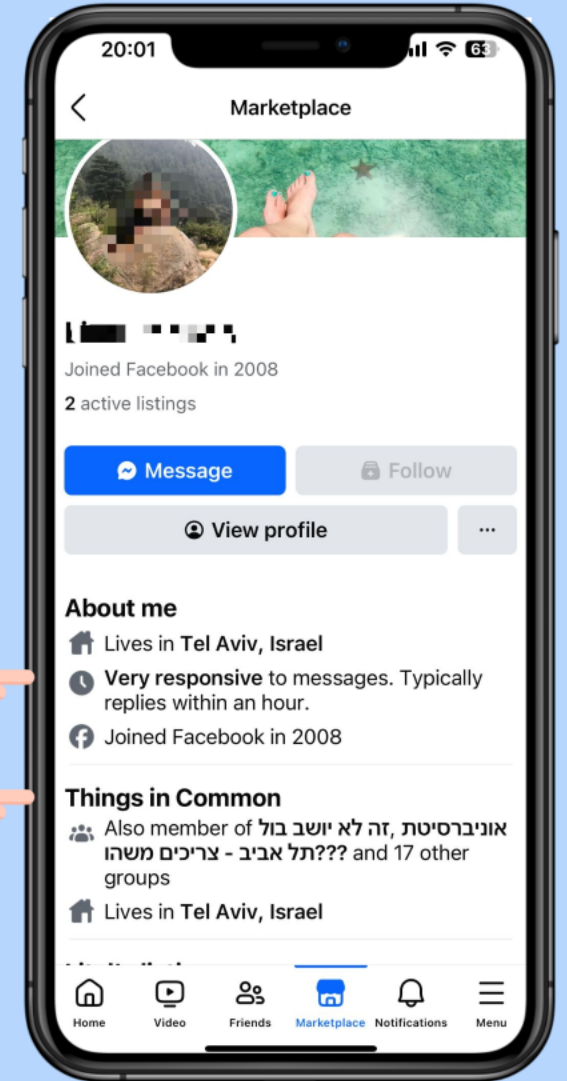 20:01
63
Marketplace
Joined Facebook in 2008
2 active listings
Message
Follow
View profile
...
About me
Lives in Tel Aviv, Israel
Very responsive to messages. Typically
replies within an hour.
Joined Facebook in 2008
Things in Common
Also member of זה לא יושב בול, אוניברסיטת
תל אביב - צריכים משהו??? and 17 other
groups
Lives in Tel Aviv, Israel
Home
Video
Friends
Marketplace
Notifications
Menu